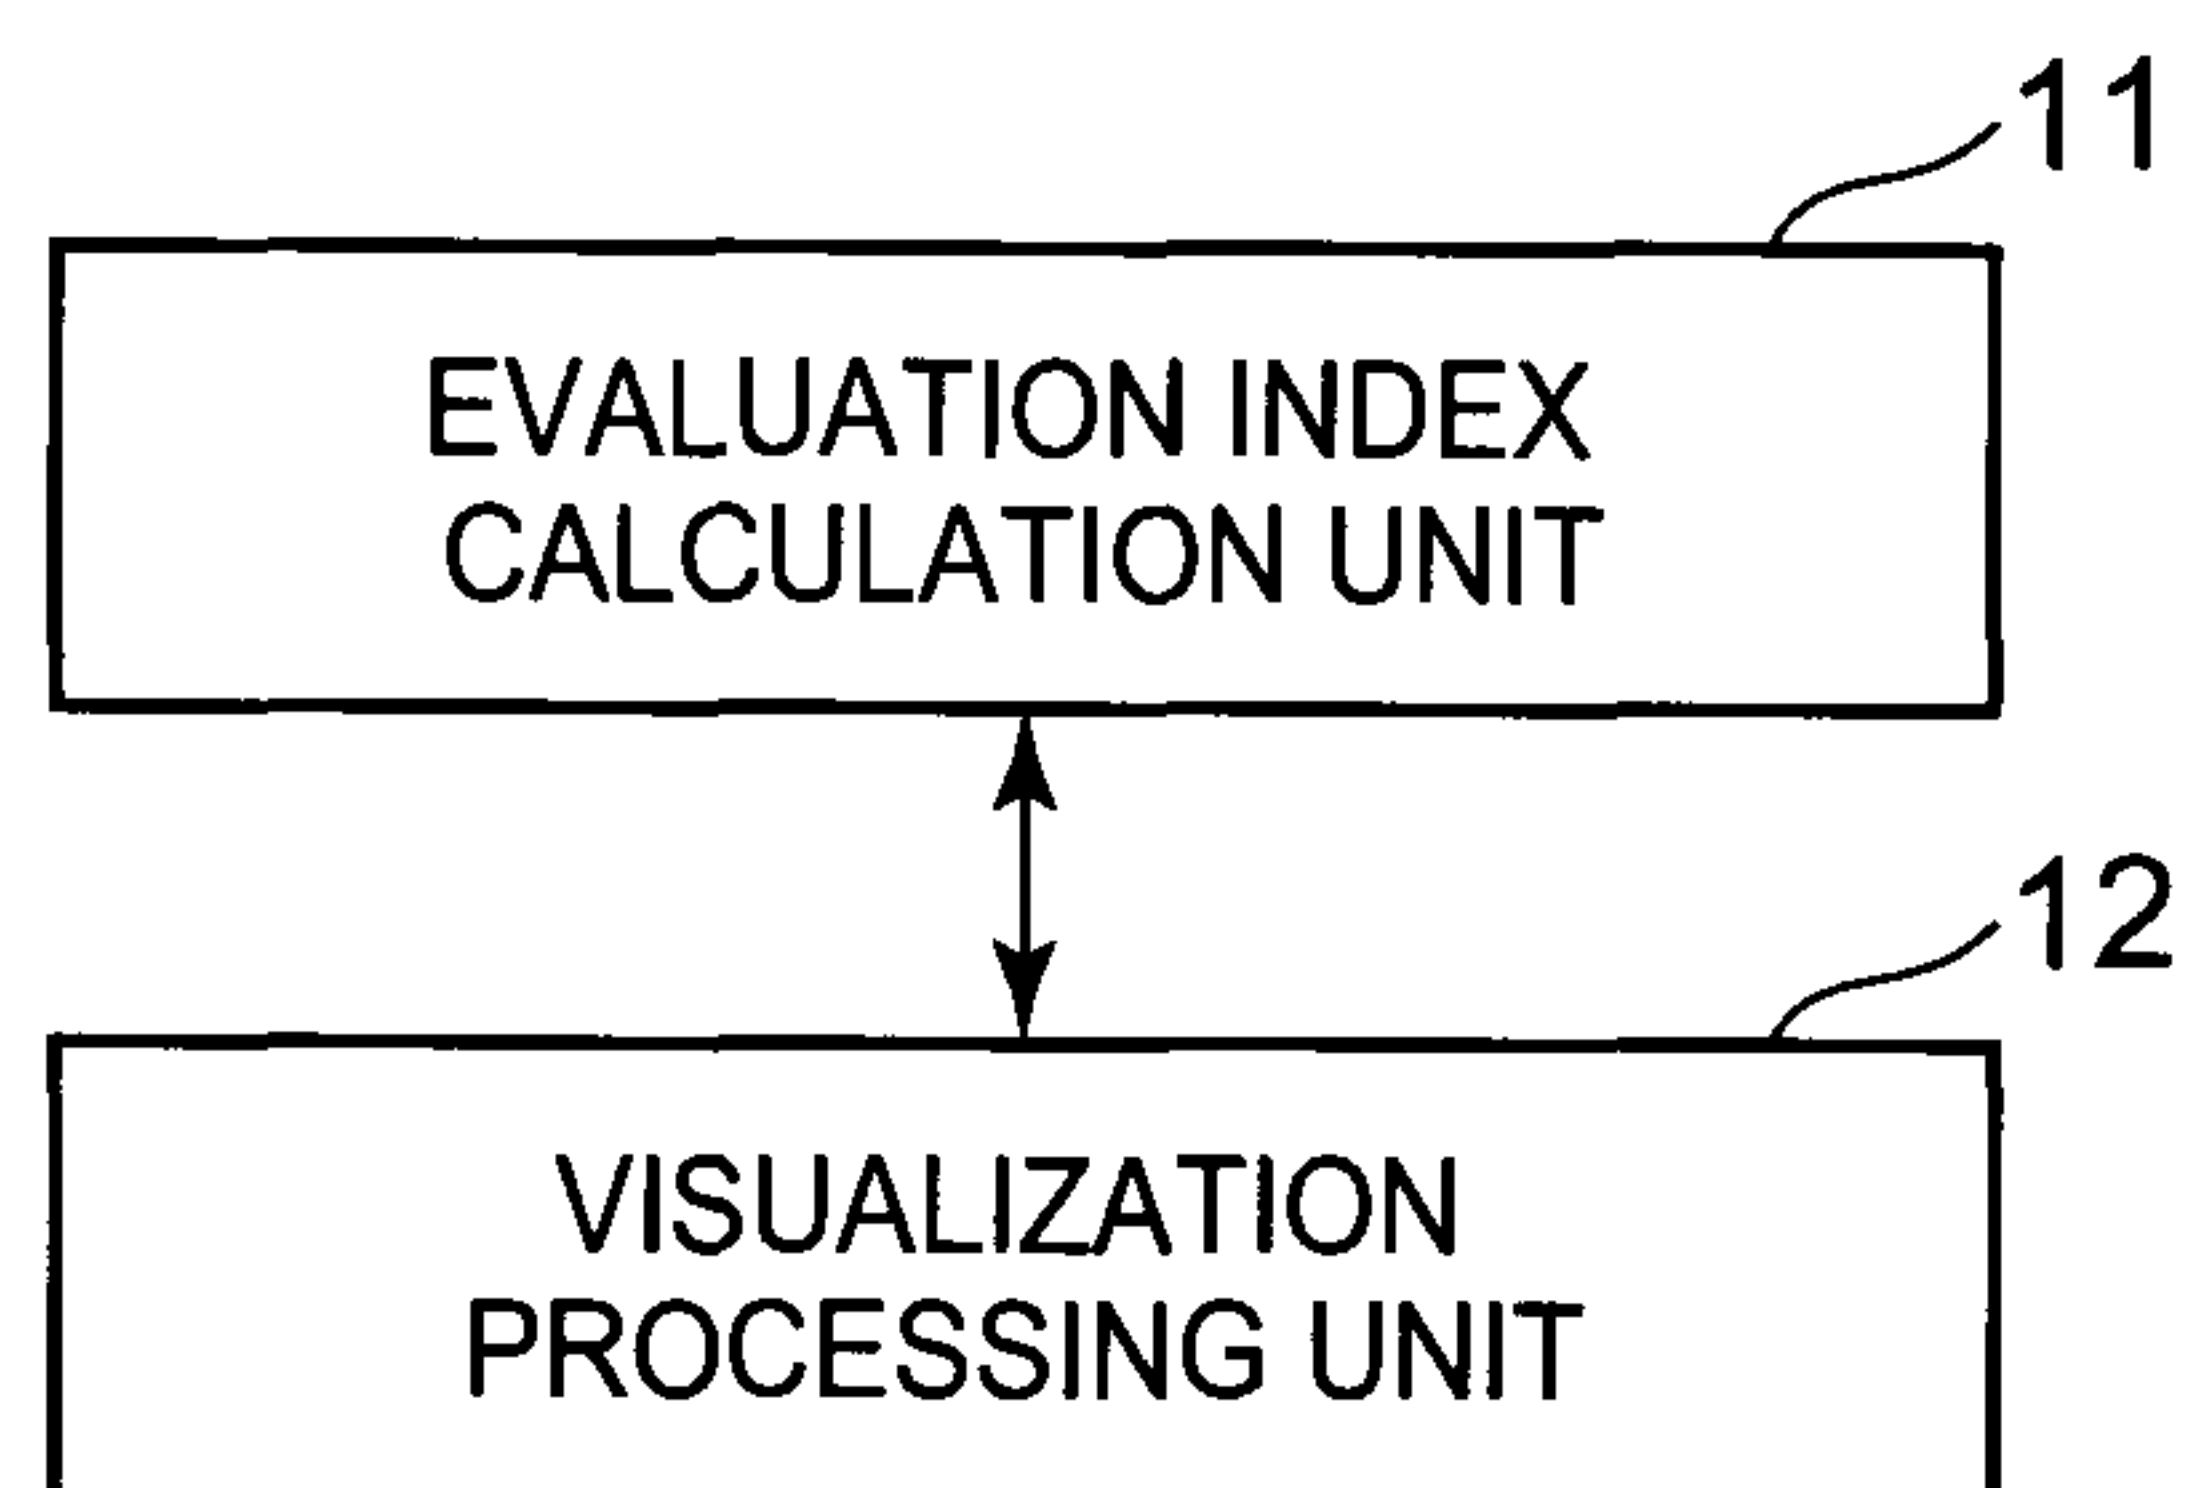 11
EVALUATION INDEX
CALCULATION UNIT
12
VISUALIZATION
PROCESSING UNIT